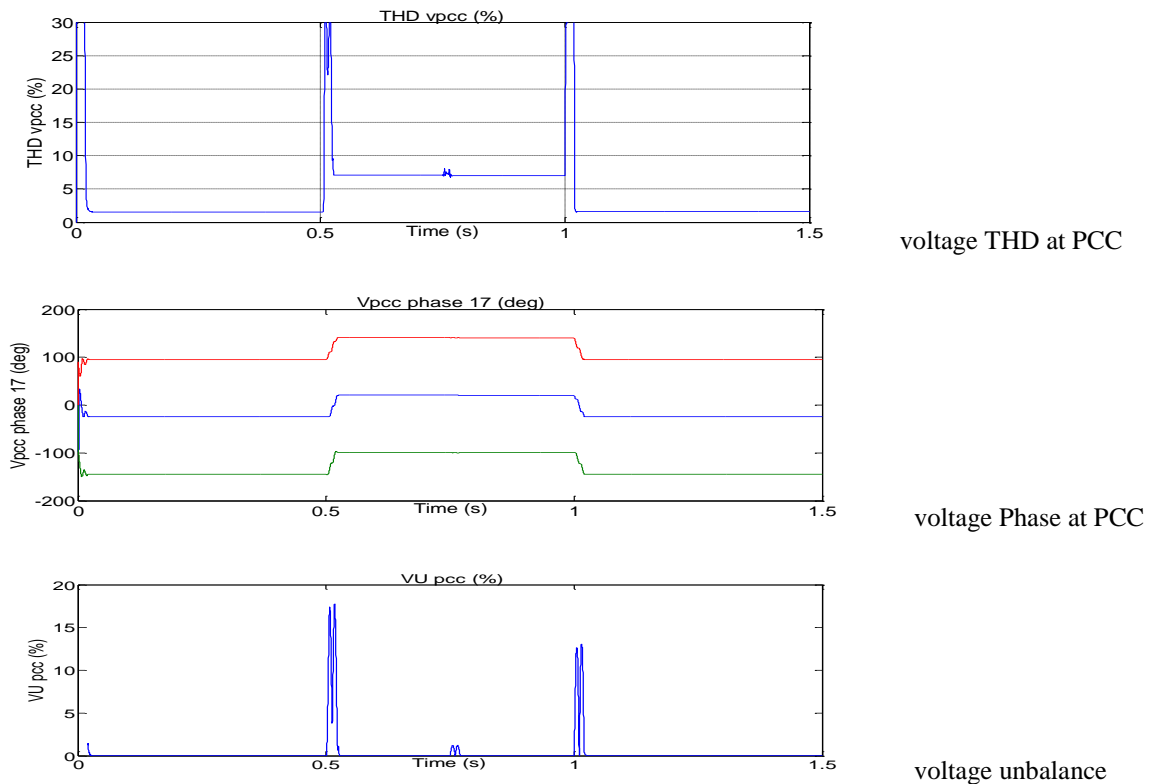 THD vpcc (%)
30
25
20
15
10
5
0
THD vpcc (%)
0
0.5
1
1.5
Time (s)
voltage THD at PCC
Vpcc phase 17 (deg)
200
100
0
-100
-200
Vpcc phase 17 (deg)
0
0.5
1
1.5
Time (s)
voltage Phase at PCC
VU pcc (%)
20
15
10
5
0
VU pcc (%)
0
0.5
1
1.5
Time (s)
voltage unbalance